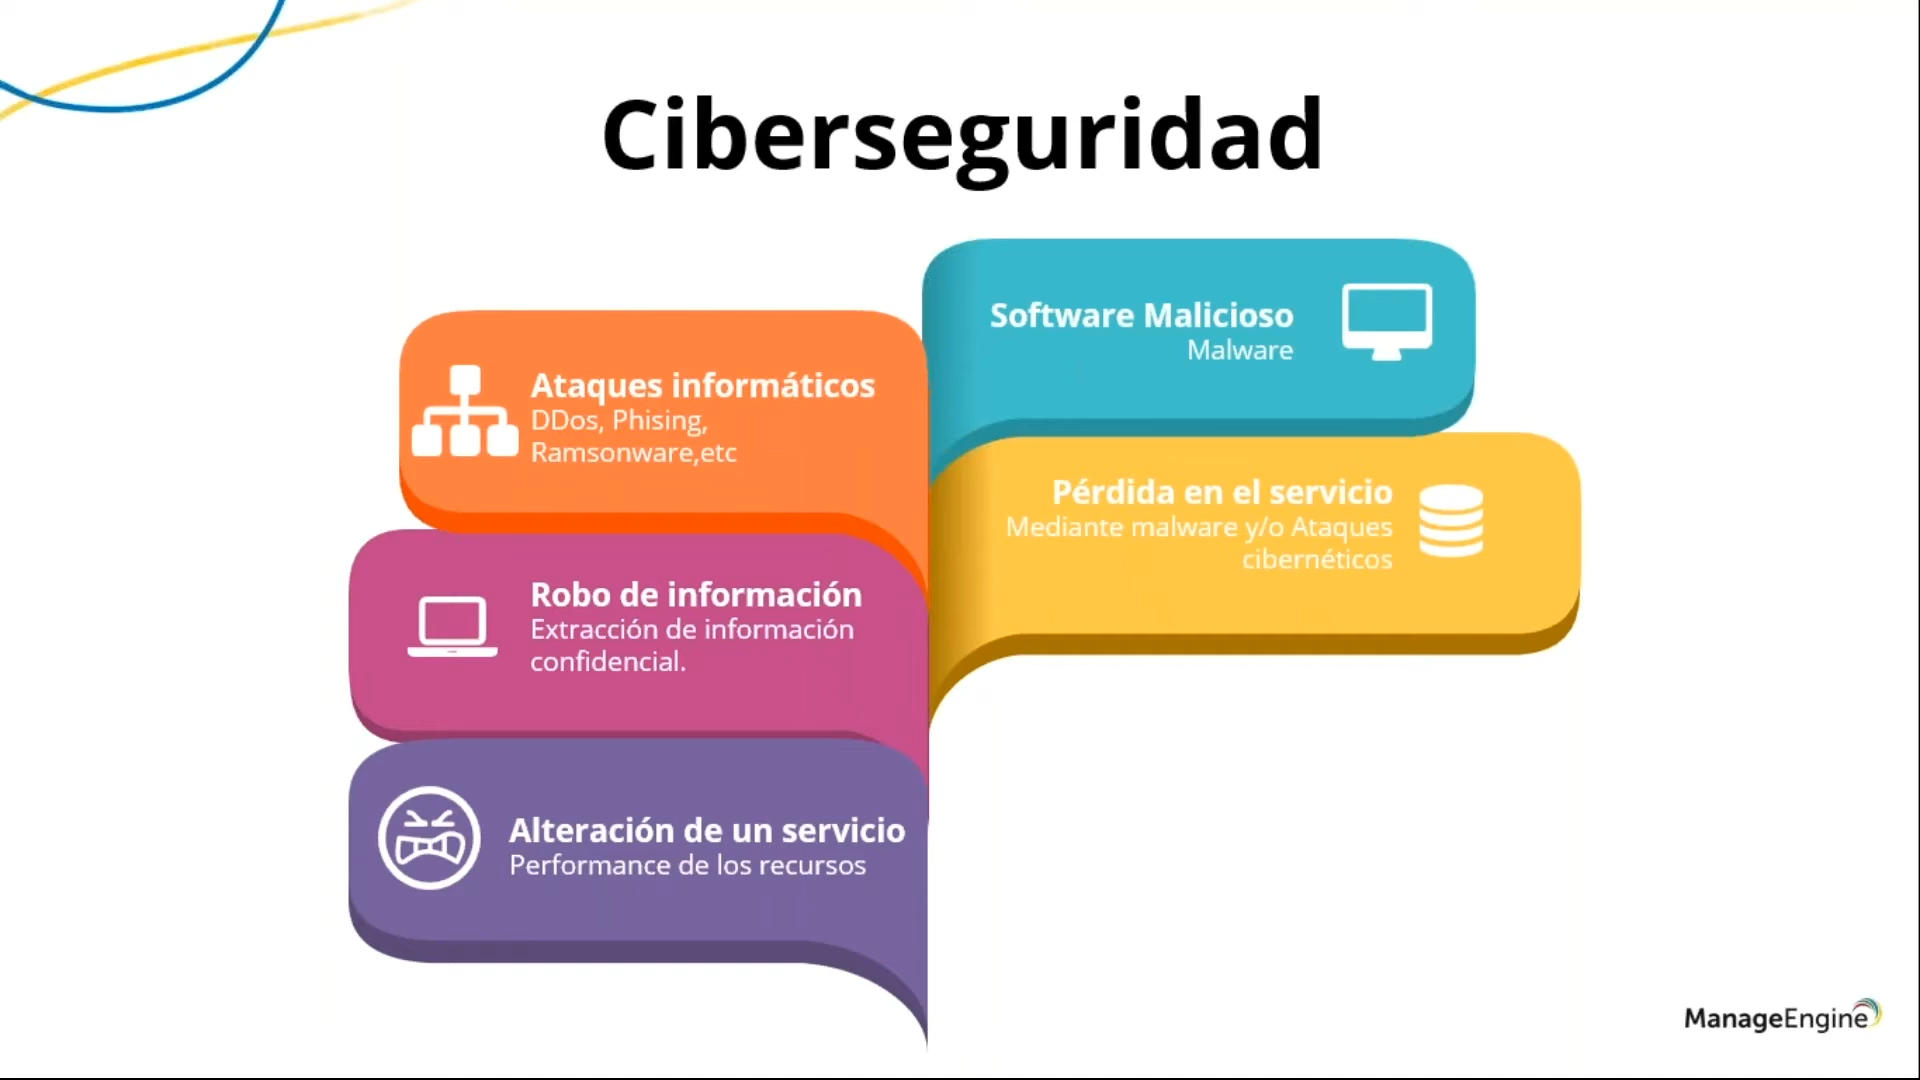 Ciberseguridad
Software Malicioso
Malware
Ataques informáticos
DDos, Phising,
Ramsonware,etc
Pérdida en el servicio
Mediante malware y/o Ataques
cibernéticos
Robo de información
Extracción de información
confidencial.
Alteración de un servicio
Performance de los recursos
ManageEngine